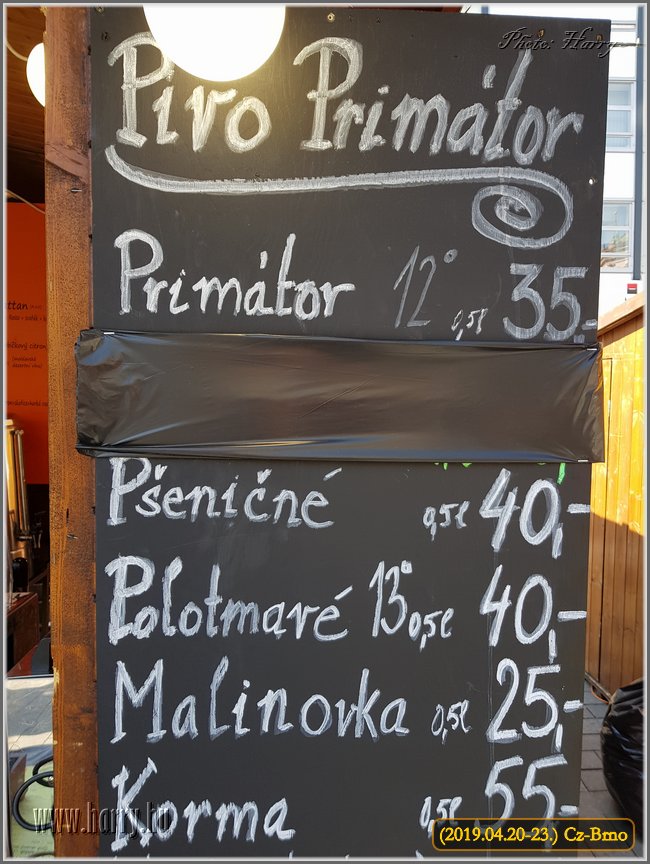 Photo: Harry
Pivo Primátor
Primátor 12° 0,5l 35,-
Pšeničné 0,5l 40,-
Polotmavé 13° 0,5l 40,-
Malinovka 0,5l 25,-
Korma 0,5l 55,-
www.harry.hu
(2019.04.20-23.) Cz-Brno